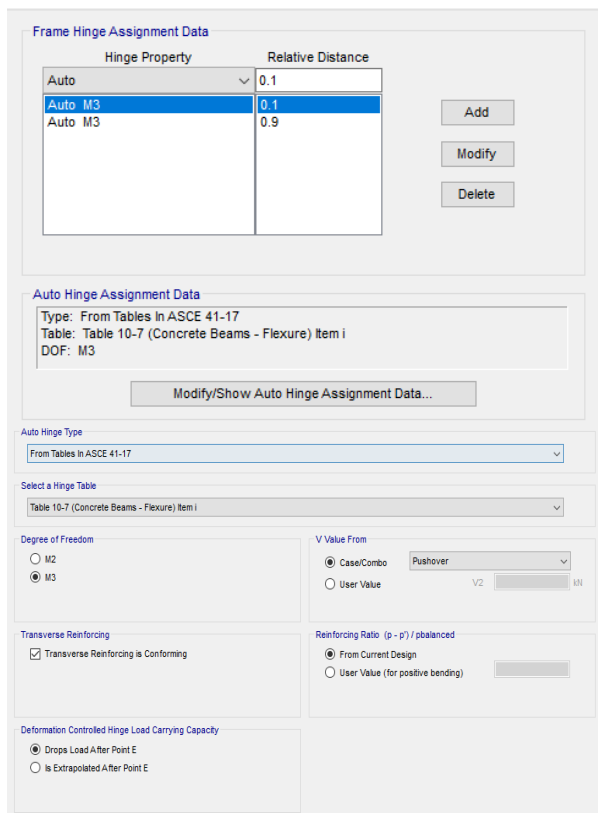 Frame Hinge Assignment Data
Hinge Property Relative Distance
Auto 0.1
Auto M3 0.1
Auto M3 0.9
Add
Modify
Delete
Auto Hinge Assignment Data
Type: From Tables In ASCE 41-17
Table: Table 10-7 (Concrete Beams - Flexure) Item i
DOF: M3
Modify/Show Auto Hinge Assignment Data...
Auto Hinge Type
From Tables In ASCE 41-17
Select a Hinge Table
Table 10-7 (Concrete Beams - Flexure) Item i
Degree of Freedom
M2
M3
V Value From
Case/Combo Pushover
User Value V2 kN
Transverse Reinforcing
Transverse Reinforcing is Conforming
Reinforcing Ratio (p - p') / pbalanced
From Current Design
User Value (for positive bending)
Deformation Controlled Hinge Load Carrying Capacity
Drops Load After Point E
Is Extrapolated After Point E